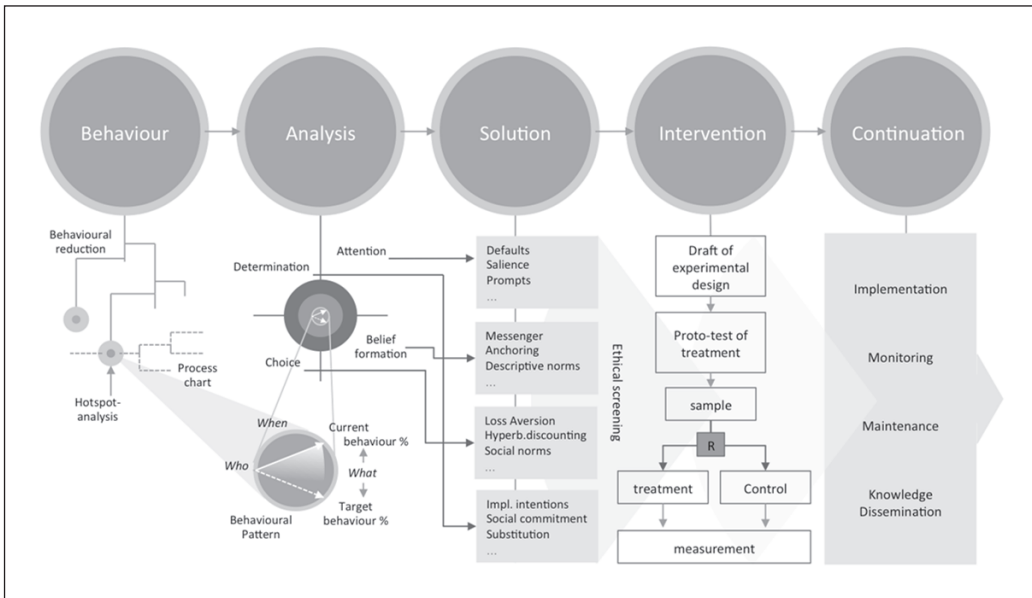 Behaviour
Analysis
Solution
Intervention
Continuation
Behavioural
reduction
Process
chart
Hotspot-
analysis
Attention
Determination
Belief
formation
Choice
When
Who
Current
behaviour %
What
Target
behaviour %
Behavioural
Pattern
Defaults
Salience
Prompts
...
Messenger
Anchoring
Descriptive norms
...
Loss Aversion
Hyperb.discounting
Social norms
...
Impl. intentions
Social commitment
Substitution
...
Ethical screening
Draft of
experimental
design
Proto-test of
treatment
sample
R
treatment
Control
measurement
Implementation
Monitoring
Maintenance
Knowledge
Dissemination